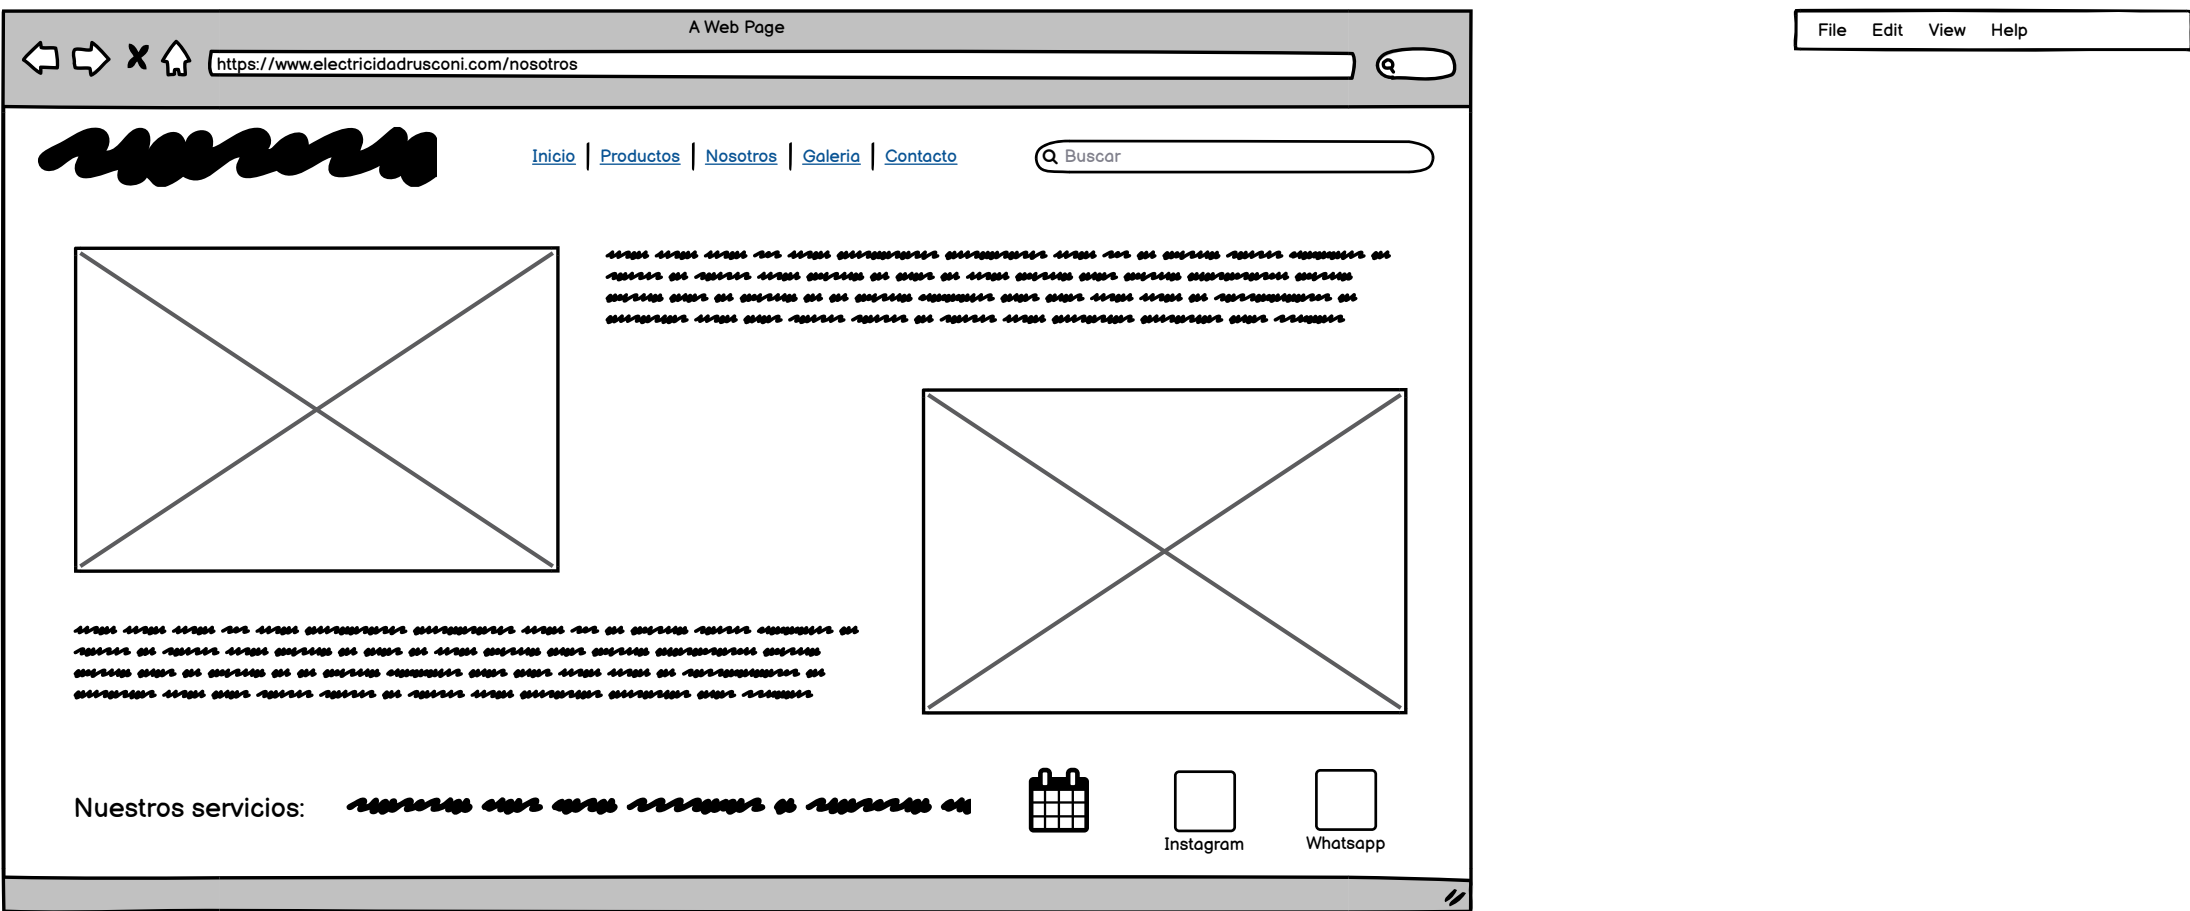 A Web Page
File Edit View Help
https://www.electricidadrusconi.com/nosotros
Inicio Productos Nosotros Galeria Contacto
Buscar
Nuestros servicios:
Instagram Whatsapp